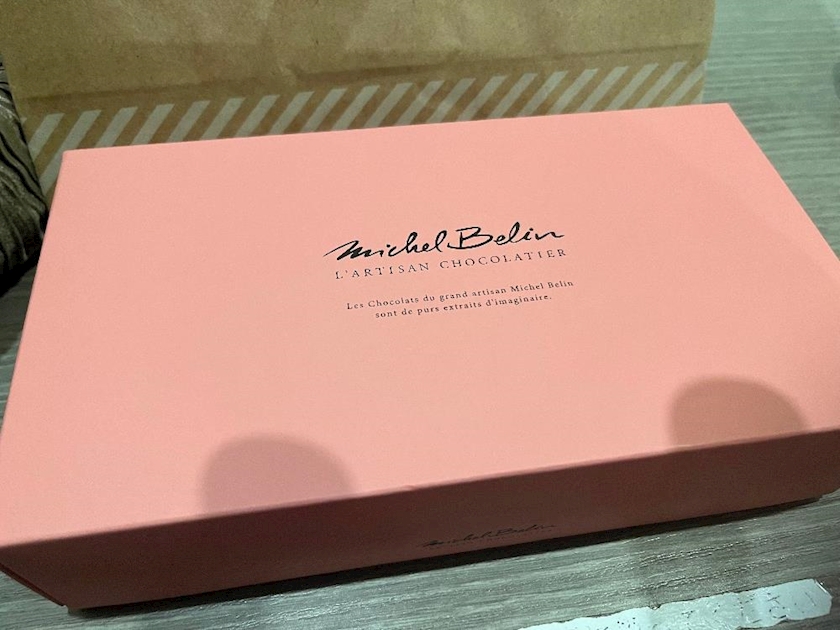 Michel Belin
L'ARTISAN CHOCOLATIER
Les Chocolats du grand artisan Michel Belin
sont de purs extraits d'imaginaire.
Michel Belin